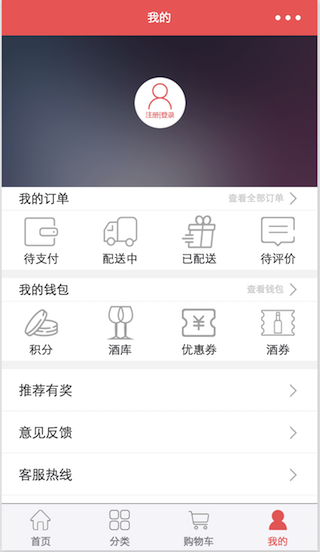 我的
注册|登录
我的订单
查看全部订单
待支付
配送中
已配送
待评价
我的钱包
查看钱包
积分
酒库
优惠券
酒券
推荐有奖
意见反馈
客服热线
首页
分类
购物车
我的